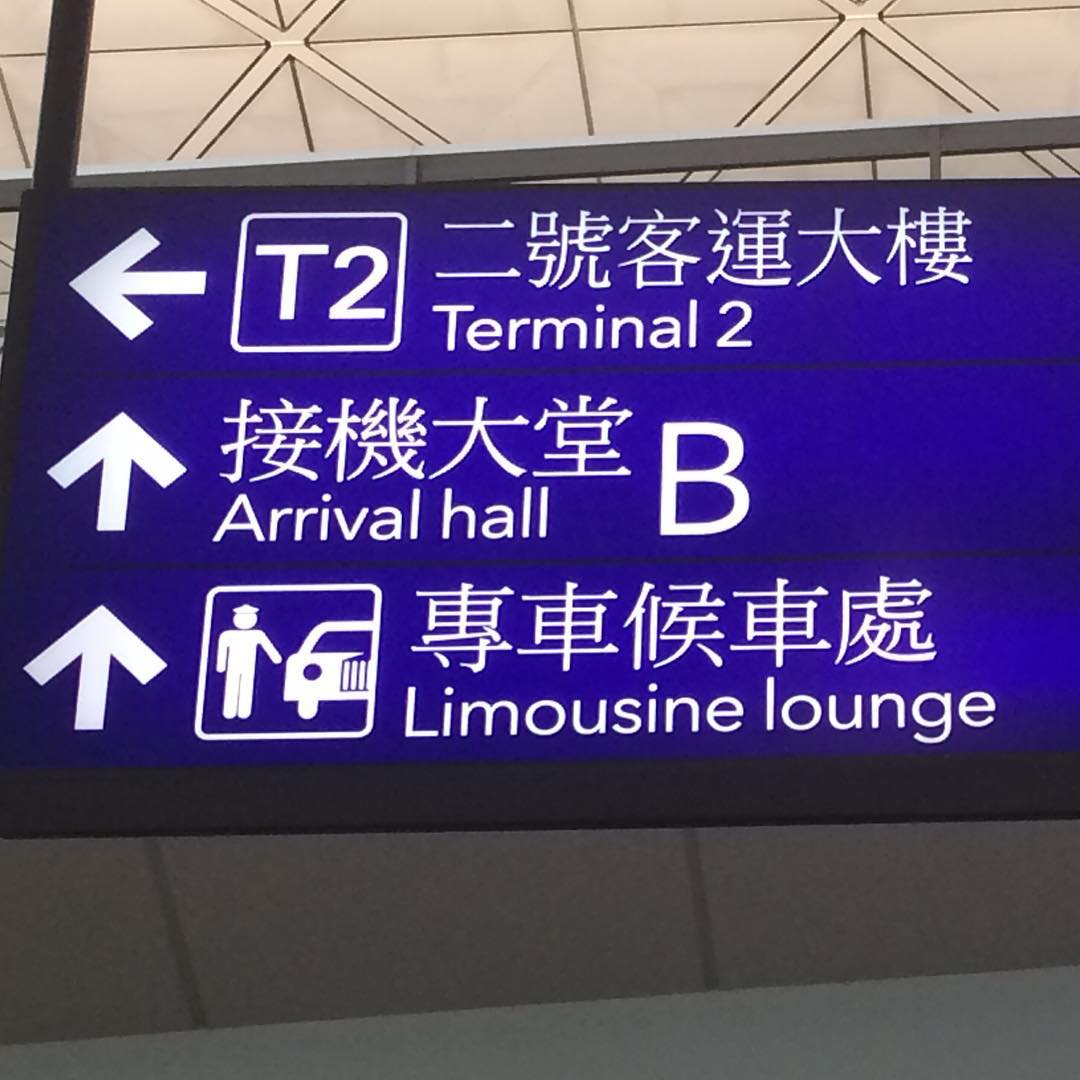 T2 二號客運大樓
Terminal 2
接機大堂 B
Arrival hall
專車候車處
Limousine lounge